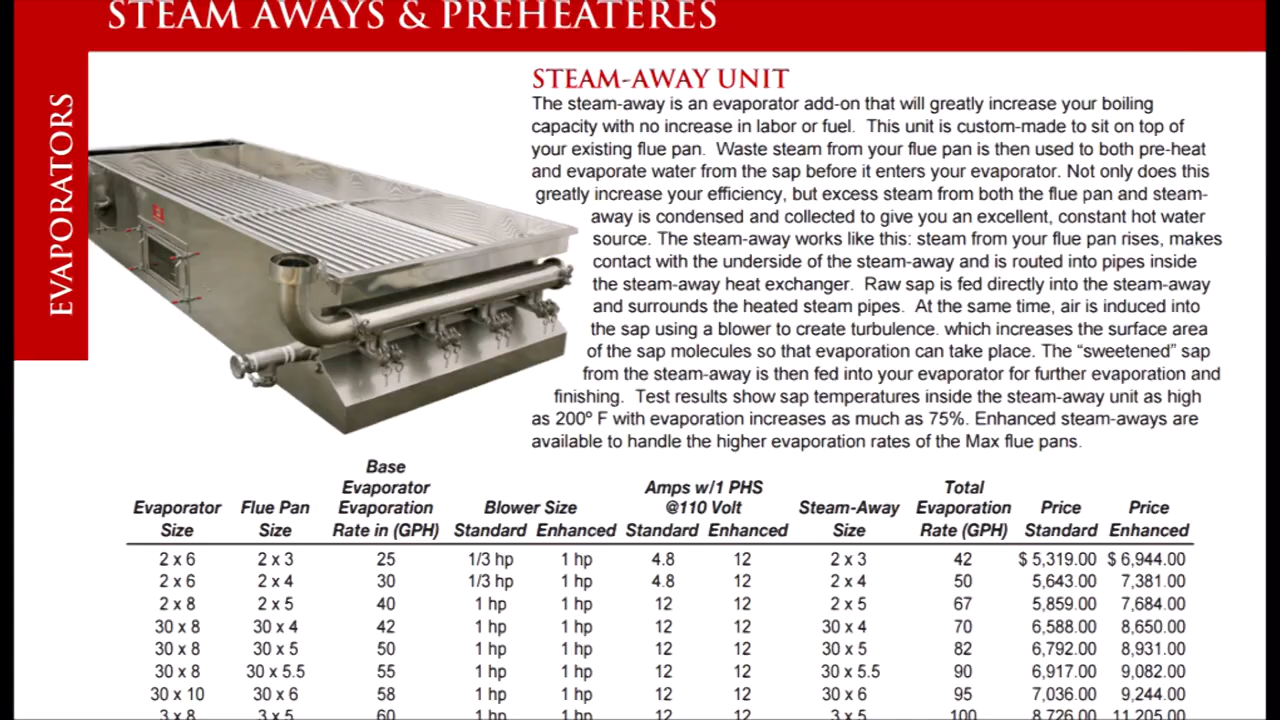 STEAM AWAYS & PREHEATERES
EVAPORATORS
STEAM-AWAY UNIT
The steam-away is an evaporator add-on that will greatly increase your boiling
capacity with no increase in labor or fuel. This unit is custom-made to sit on top of
your existing flue pan. Waste steam from your flue pan is then used to both pre-heat
and evaporate water from the sap before it enters your evaporator. Not only does this
greatly increase your efficiency, but excess steam from both the flue pan and steam-
away is condensed and collected to give you an excellent, constant hot water
source. The steam-away works like this: steam from your flue pan rises, makes
contact with the underside of the steam-away and is routed into pipes inside
the steam-away heat exchanger. Raw sap is fed directly into the steam-away
and surrounds the heated steam pipes. At the same time, air is induced into
the sap using a blower to create turbulence. which increases the surface area
of the sap molecules so that evaporation can take place. The “sweetened” sap
from the steam-away is then fed into your evaporator for further evaporation and
finishing. Test results show sap temperatures inside the steam-away unit as high
as 200º F with evaporation increases as much as 75%. Enhanced steam-aways are
available to handle the higher evaporation rates of the Max flue pans.
Base
Evaporator Amps w/1 PHS Total
Evaporator Flue Pan Evaporation Blower Size @110 Volt Steam-Away Evaporation Price Price
Size Size Rate in (GPH) Standard Enhanced Standard Enhanced Size Rate (GPH) Standard Enhanced
2 x 6 2 x 3 25 1/3 hp 1 hp 4.8 12 2 x 3 42 $ 5,319.00 $ 6,944.00
2 x 6 2 x 4 30 1/3 hp 1 hp 4.8 12 2 x 4 50 5,643.00 7,381.00
2 x 8 2 x 5 40 1 hp 1 hp 12 12 2 x 5 67 5,859.00 7,684.00
30 x 8 30 x 4 42 1 hp 1 hp 12 12 30 x 4 70 6,588.00 8,650.00
30 x 8 30 x 5 50 1 hp 1 hp 12 12 30 x 5 82 6,792.00 8,931.00
30 x 8 30 x 5.5 55 1 hp 1 hp 12 12 30 x 5.5 90 6,917.00 9,082.00
30 x 10 30 x 6 58 1 hp 1 hp 12 12 30 x 6 95 7,036.00 9,244.00
3 x 8 3 x 5 60 1 hp 1 hp 12 12 3 x 5 100 8,726.00 11,205.00